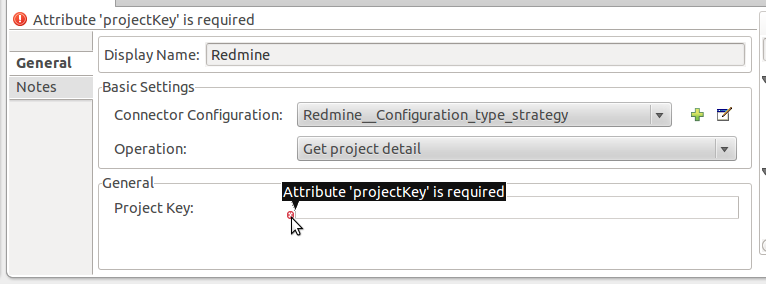 Attribute 'projectKey' is required
General
Notes
Display Name: Redmine
Basic Settings
Connector Configuration: Redmine__Configuration_type_strategy
Operation: Get project detail
General
Attribute 'projectKey' is required
Project Key: